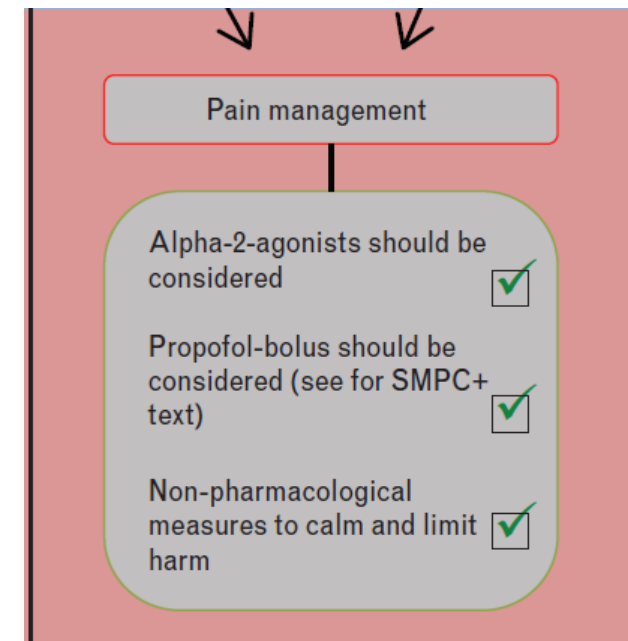 Pain management
Alpha-2-agonists should be
considered
Propofol-bolus should be
considered (see for SMPC+
text)
Non-pharmacological
measures to calm and limit
harm